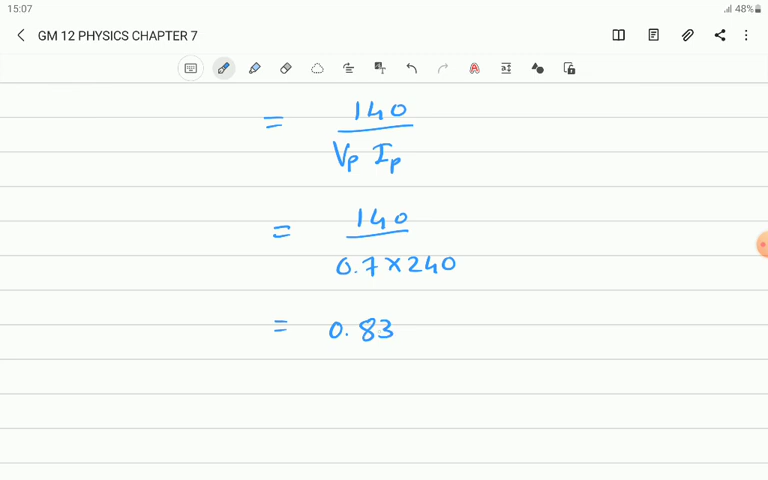 15:07 48%
GM 12 PHYSICS CHAPTER 7
= 140
Vp Ip
= 140
0.7 × 240
= 0.83